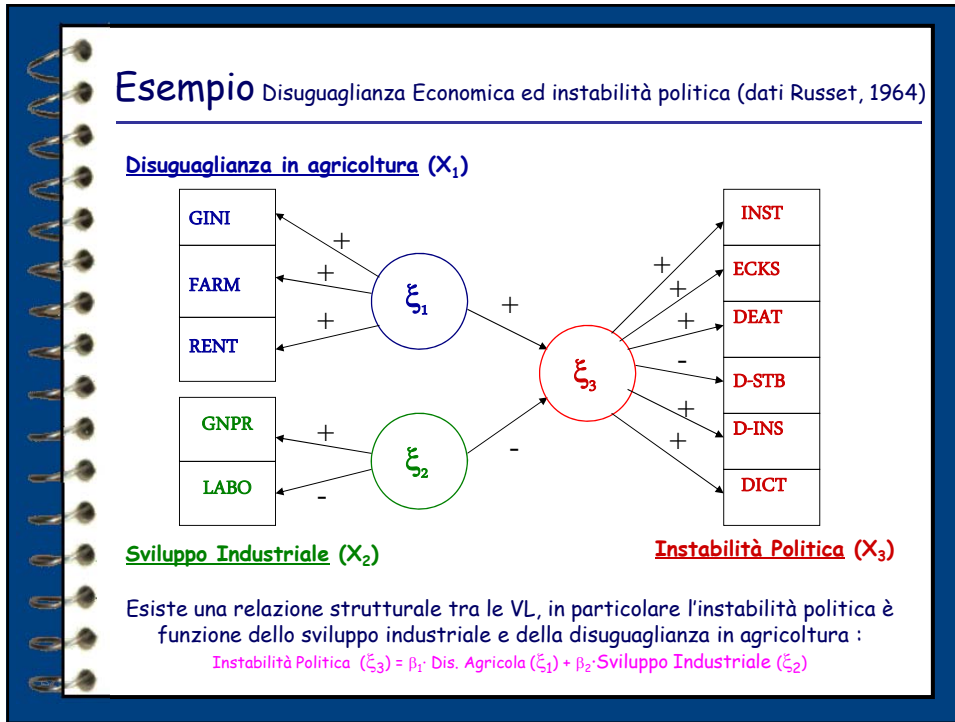 Esempio Disuguaglianza Economica ed instabilità politica (dati Russet, 1964)
Disuguaglianza in agricoltura (X₁)
GINI
FARM
RENT
+
+
+
ξ₁
+
GNPR
LABO
+
-
ξ₂
-
Sviluppo Industriale (X₂)
ξ₃
+
+
+
-
+
+
INST
ECKS
DEAT
D-STB
D-INS
DICT
Instabilità Politica (X₃)
Esiste una relazione strutturale tra le VL, in particolare l'instabilità politica è
funzione dello sviluppo industriale e della disuguaglianza in agricoltura :
Instabilità Politica (ξ₃) = β₁· Dis. Agricola (ξ₁) + β₂·Sviluppo Industriale (ξ₂)